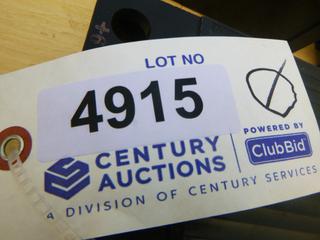 LOT NO
4915
CENTURY
AUCTIONS
POWERED BY
ClubBid
A DIVISION OF CENTURY SERVICES